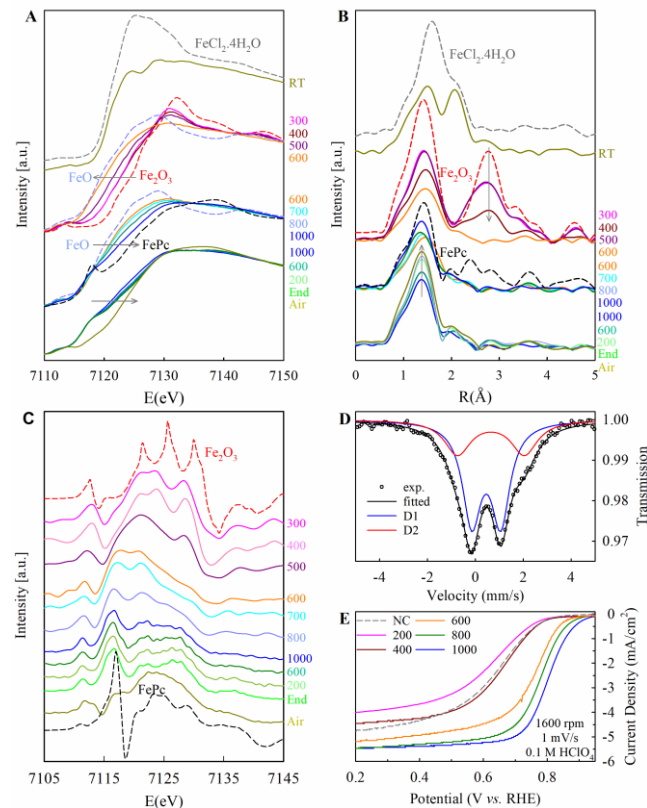 A
FeCl2.4H2O
RT
300
400
500
600
FeO
Fe2O3
600
700
800
1000
1000
600
200
End
Air
FeO
FePc
Intensity [a.u.]
7110 7120 7130 7140 7150
E(eV)
B
FeCl2.4H2O
RT
Fe2O3
300
400
500
600
FePc
600
700
800
1000
1000
600
200
End
Air
Intensity [a.u.]
0 1 2 3 4 5
R(Å)
C
Fe2O3
300
400
500
600
700
800
1000
600
200
End
FePc
Air
Intensity [a.u.]
7105 7115 7125 7135 7145
E(eV)
D
exp.
fitted
D1
D2
1.00
0.99
0.98
0.97
Transmission
-4 -2 0 2 4
Velocity (mm/s)
E
NC
200
400
600
800
1000
1600 rpm
1 mV/s
0.1 M HClO4
0
-1
-2
-3
-4
-5
-6
Current Density (mA/cm2)
0.2 0.4 0.6 0.8
Potential (V vs. RHE)